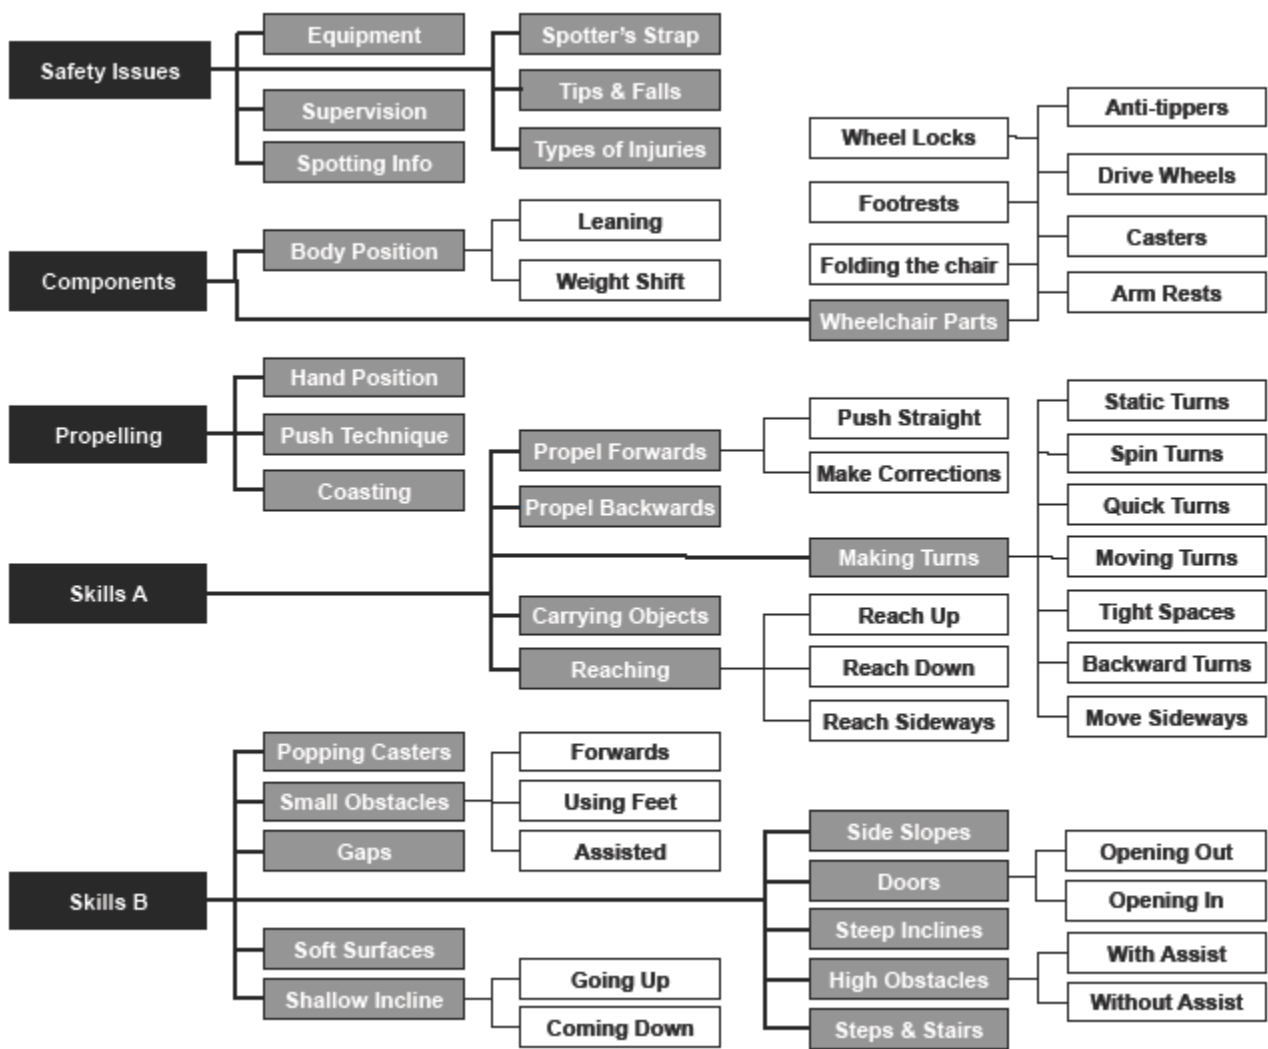 Safety Issues
Equipment
Supervision
Spotting Info
Spotter's Strap
Tips & Falls
Types of Injuries
Components
Body Position
Leaning
Weight Shift
Wheel Locks
Footrests
Folding the chair
Wheelchair Parts
Anti-tippers
Drive Wheels
Casters
Arm Rests
Propelling
Hand Position
Push Technique
Coasting
Skills A
Propel Forwards
Propel Backwards
Carrying Objects
Reaching
Push Straight
Make Corrections
Making Turns
Reach Up
Reach Down
Reach Sideways
Static Turns
Spin Turns
Quick Turns
Moving Turns
Tight Spaces
Backward Turns
Move Sideways
Skills B
Popping Casters
Small Obstacles
Gaps
Soft Surfaces
Shallow Incline
Forwards
Using Feet
Assisted
Going Up
Coming Down
Side Slopes
Doors
Steep Inclines
High Obstacles
Steps & Stairs
Opening Out
Opening In
With Assist
Without Assist